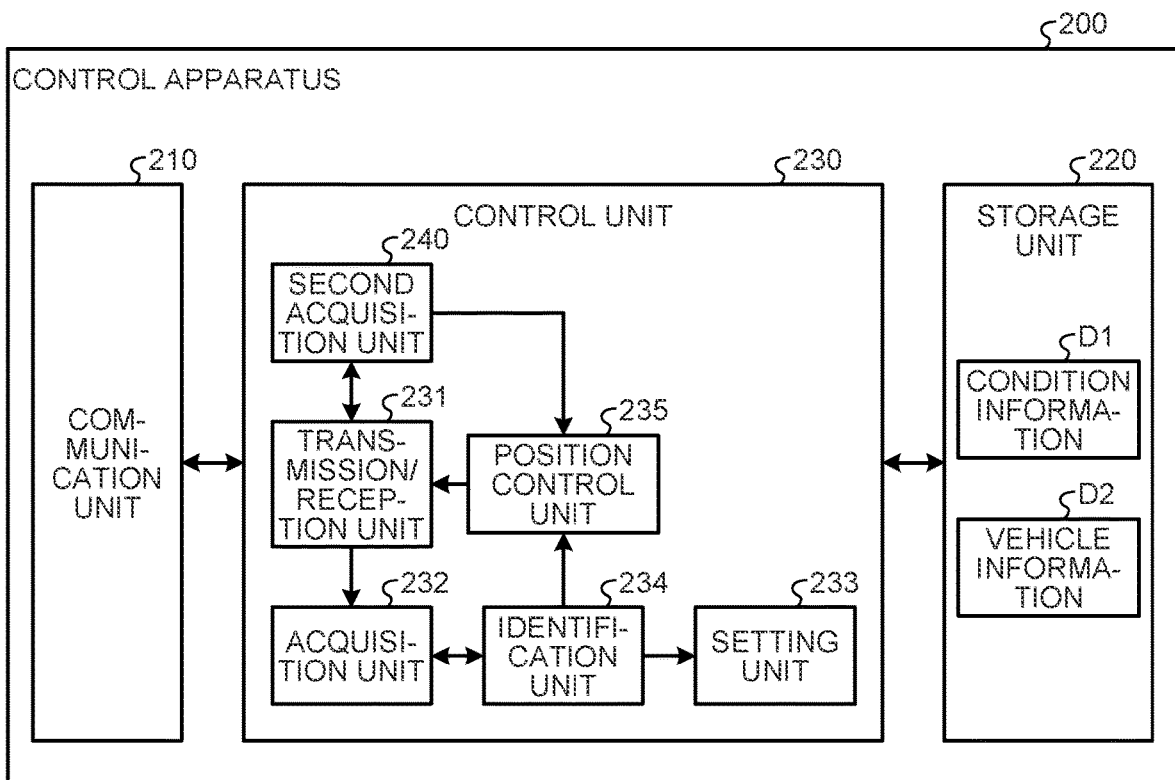 200
CONTROL APPARATUS
210
COM-
MUNI-
CATION
UNIT
230
CONTROL UNIT
240
SECOND
ACQUISI-
TION UNIT
231
TRANS-
MISSION/
RECEP-
TION UNIT
235
POSITION
CONTROL
UNIT
232
ACQUISI-
TION UNIT
234
IDENTIFI-
CATION
UNIT
233
SETTING
UNIT
220
STORAGE
UNIT
D1
CONDITION
INFORMA-
TION
D2
VEHICLE
INFORMA-
TION